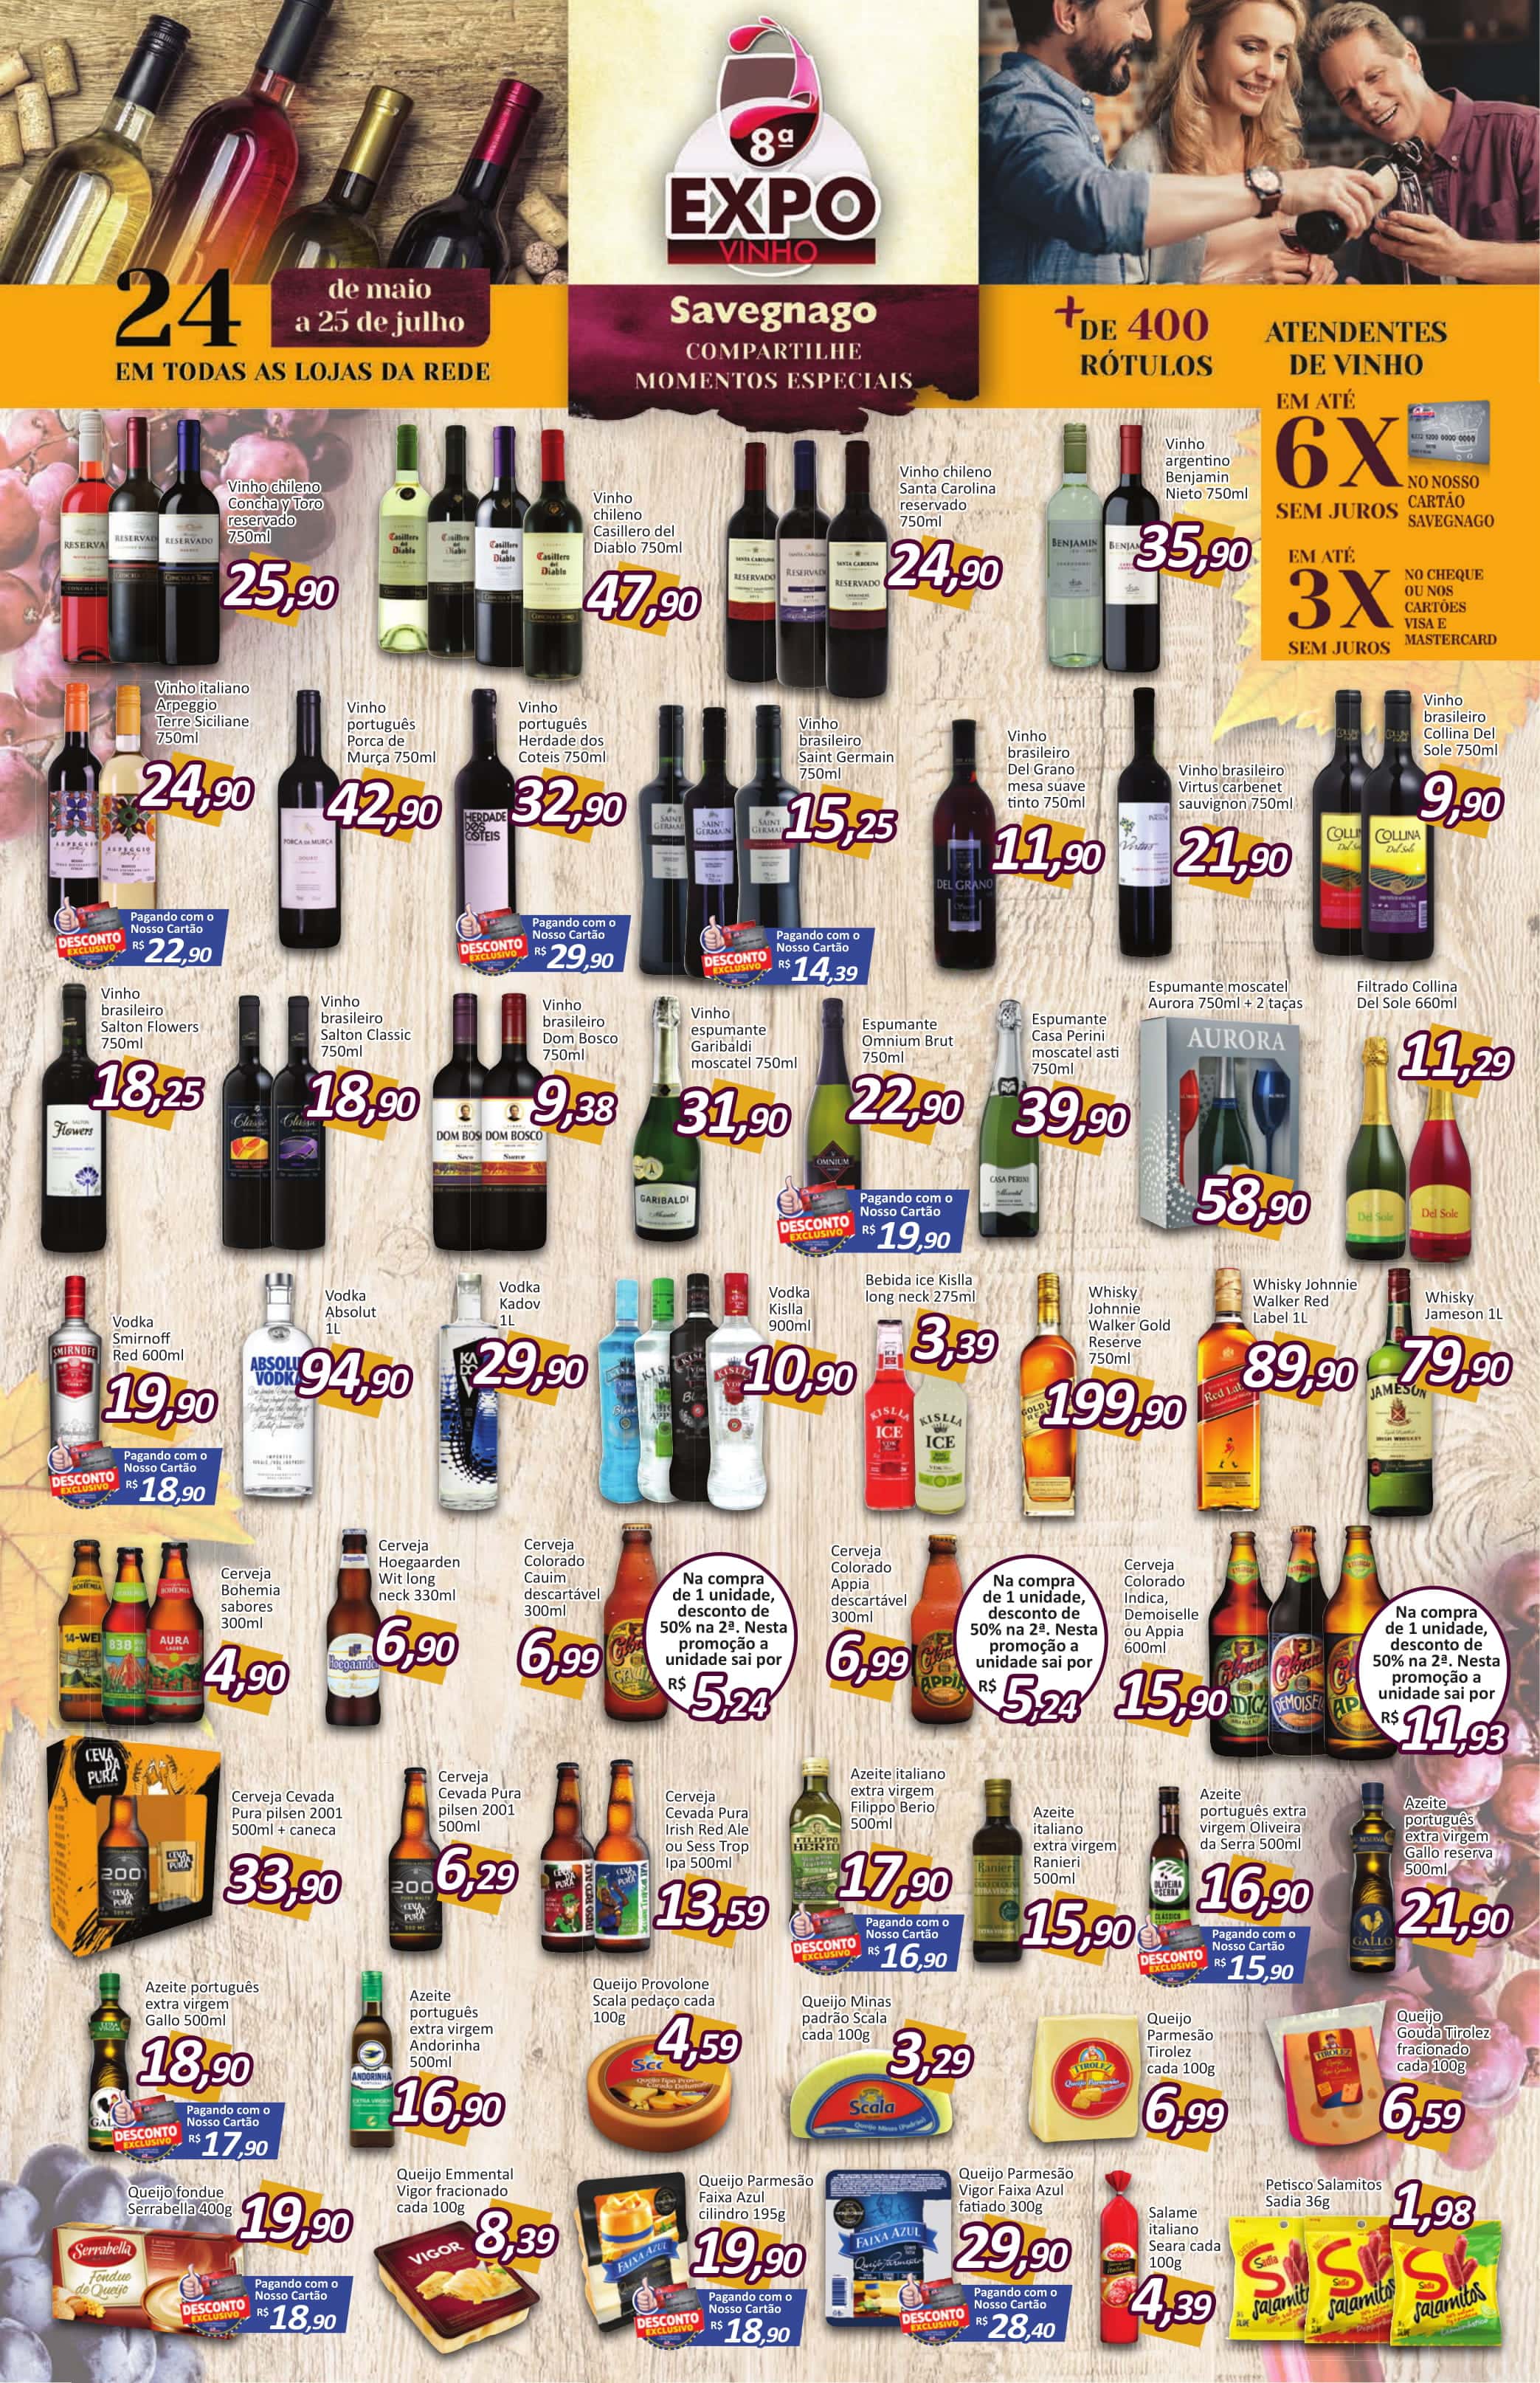 8ª
EXPO
VINHO
24
de maio
a 25 de julho
EM TODAS AS LOJAS DA REDE
Savegnago
COMPARTILHE
MOMENTOS ESPECIAIS
+DE 400
RÓTULOS
ATENDENTES
DE VINHO
EM ATÉ
6X
SEM JUROS
NO NOSSO
CARTÃO
SAVEGNAGO
EM ATÉ
3X
SEM JUROS
NO CHEQUE
OU NOS
CARTÕES
VISA E
MASTERCARD
Vinho chileno
Concha y Toro
reservado
750ml
25,90
Vinho
chileno
Casillero del
Diablo 750ml
47,90
Vinho chileno
Santa Carolina
reservado
750ml
24,90
Vinho
argentino
Benjamin
Nieto 750ml
35,90
Vinho italiano
Arpeggio
Terre Siciliane
750ml
24,90
DESCONTO
EXCLUSIVO
Pagando com o
Nosso Cartão
R$ 22,90
Vinho
português
Porca de
Murça 750ml
42,90
Vinho
português
Herdade dos
Coteis 750ml
32,90
DESCONTO
EXCLUSIVO
Pagando com o
Nosso Cartão
R$ 29,90
Vinho
brasileiro
Saint Germain
750ml
15,25
DESCONTO
EXCLUSIVO
Pagando com o
Nosso Cartão
R$ 14,39
Vinho
brasileiro
Del Grano
mesa suave
tinto 750ml
11,90
Vinho brasileiro
Virtus carbenet
sauvignon 750ml
21,90
Vinho
brasileiro
Collina Del
Sole 750ml
9,90
Vinho
brasileiro
Salton Flowers
750ml
18,25
Vinho
brasileiro
Salton Classic
750ml
18,90
Vinho
brasileiro
Dom Bosco
750ml
9,38
Vinho
espumante
Garibaldi
moscatel 750ml
31,90
Espumante
Omnium Brut
750ml
22,90
DESCONTO
EXCLUSIVO
Pagando com o
Nosso Cartão
R$ 19,90
Espumante
Casa Perini
moscatel asti
750ml
39,90
Espumante moscatel
Aurora 750ml + 2 taças
AURORA
58,90
Filtrado Collina
Del Sole 660ml
11,29
Vodka
Smirnoff
Red 600ml
19,90
DESCONTO
EXCLUSIVO
Pagando com o
Nosso Cartão
R$ 18,90
Vodka
Absolut
1L
94,90
Vodka
Kadov
1L
29,90
Vodka
Kislla
900ml
10,90
Bebida ice Kislla
long neck 275ml
3,39
Whisky
Johnnie
Walker Gold
Reserve
750ml
199,90
Whisky Johnnie
Walker Red
Label 1L
89,90
Whisky
Jameson 1L
79,90
Cerveja
Bohemia
sabores
300ml
4,90
Cerveja
Hoegaarden
Wit long
neck 330ml
6,90
Cerveja
Colorado
Cauim
descartável
300ml
6,99
Na compra
de 1 unidade,
desconto de
50% na 2ª. Nesta
promoção a
unidade sai por
R$ 5,24
Cerveja
Colorado
Appia
descartável
300ml
6,99
Na compra
de 1 unidade,
desconto de
50% na 2ª. Nesta
promoção a
unidade sai por
R$ 5,24
Cerveja
Colorado
Indica,
Demoiselle
ou Appia
600ml
15,90
Na compra
de 1 unidade,
desconto de
50% na 2ª. Nesta
promoção a
unidade sai por
R$ 11,93
Cerveja Cevada
Pura pilsen 2001
500ml + caneca
33,90
Cerveja
Cevada Pura
pilsen 2001
500ml
6,29
Cerveja
Cevada Pura
Irish Red Ale
ou Sess Trop
Ipa 500ml
13,59
Azeite italiano
extra virgem
Filippo Berio
500ml
17,90
DESCONTO
EXCLUSIVO
Pagando com o
Nosso Cartão
R$ 16,90
Azeite
italiano
extra virgem
Ranieri
500ml
15,90
Azeite
português extra
virgem Oliveira
da Serra 500ml
16,90
DESCONTO
EXCLUSIVO
Pagando com o
Nosso Cartão
R$ 15,90
Azeite
português
extra virgem
Gallo reserva
500ml
21,90
Azeite português
extra virgem
Gallo 500ml
18,90
DESCONTO
EXCLUSIVO
Pagando com o
Nosso Cartão
R$ 17,90
Azeite
português
extra virgem
Andorinha
500ml
16,90
Queijo Provolone
Scala pedaço cada
100g
4,59
Queijo Minas
padrão Scala
cada 100g
3,29
Queijo
Parmesão
Tirolez
cada 100g
6,99
Queijo
Gouda Tirolez
fracionado
cada 100g
6,59
Queijo fondue
Serrabella 400g
19,90
DESCONTO
EXCLUSIVO
Pagando com o
Nosso Cartão
R$ 18,90
Queijo Emmental
Vigor fracionado
cada 100g
8,39
Queijo Parmesão
Faixa Azul
cilindro 195g
19,90
DESCONTO
EXCLUSIVO
Pagando com o
Nosso Cartão
R$ 18,90
Queijo Parmesão
Vigor Faixa Azul
fatiado 300g
29,90
DESCONTO
EXCLUSIVO
Pagando com o
Nosso Cartão
R$ 28,40
Salame
italiano
Seara cada
100g
4,39
Petisco Salamitos
Sadia 36g
1,98